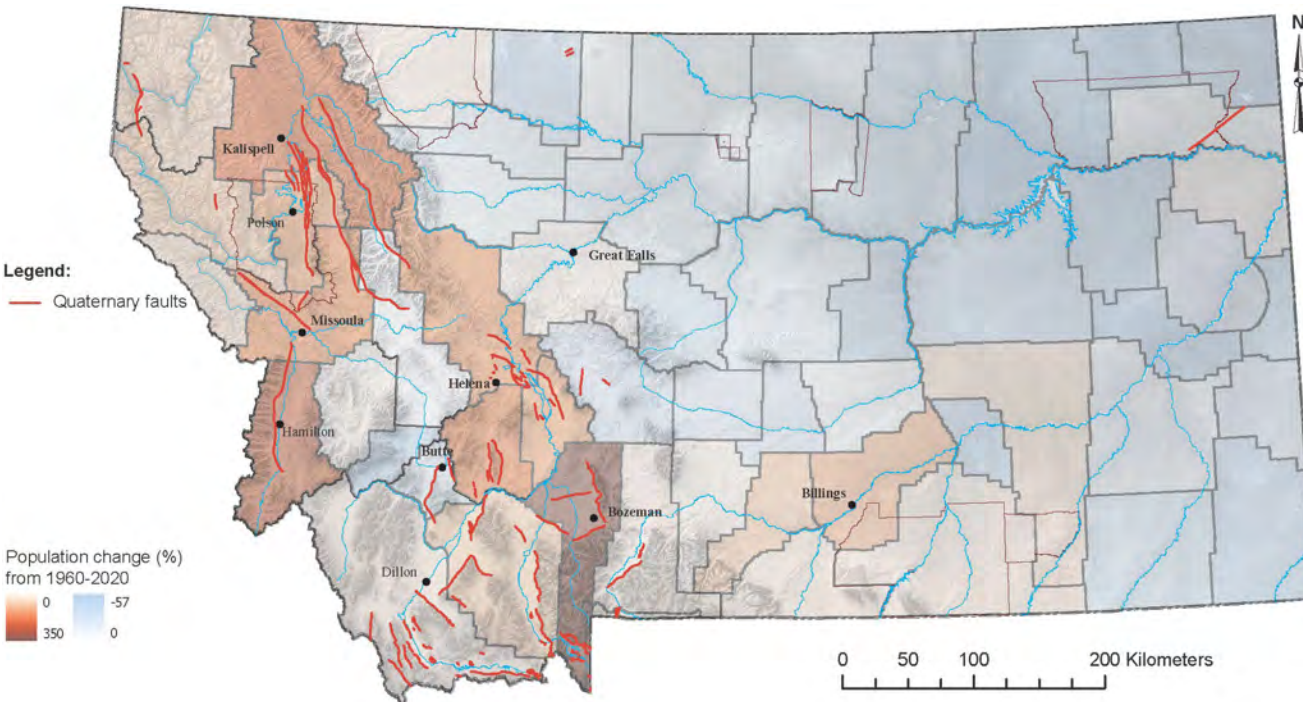 N
Kalispell
Polson
Great Falls
Legend:
Quaternary faults
Missoula
Helena
Hamilton
Butte
Billings
Bozeman
Population change (%)
from 1960-2020
0 -57
350 0
Dillon
0 50 100 200 Kilometers